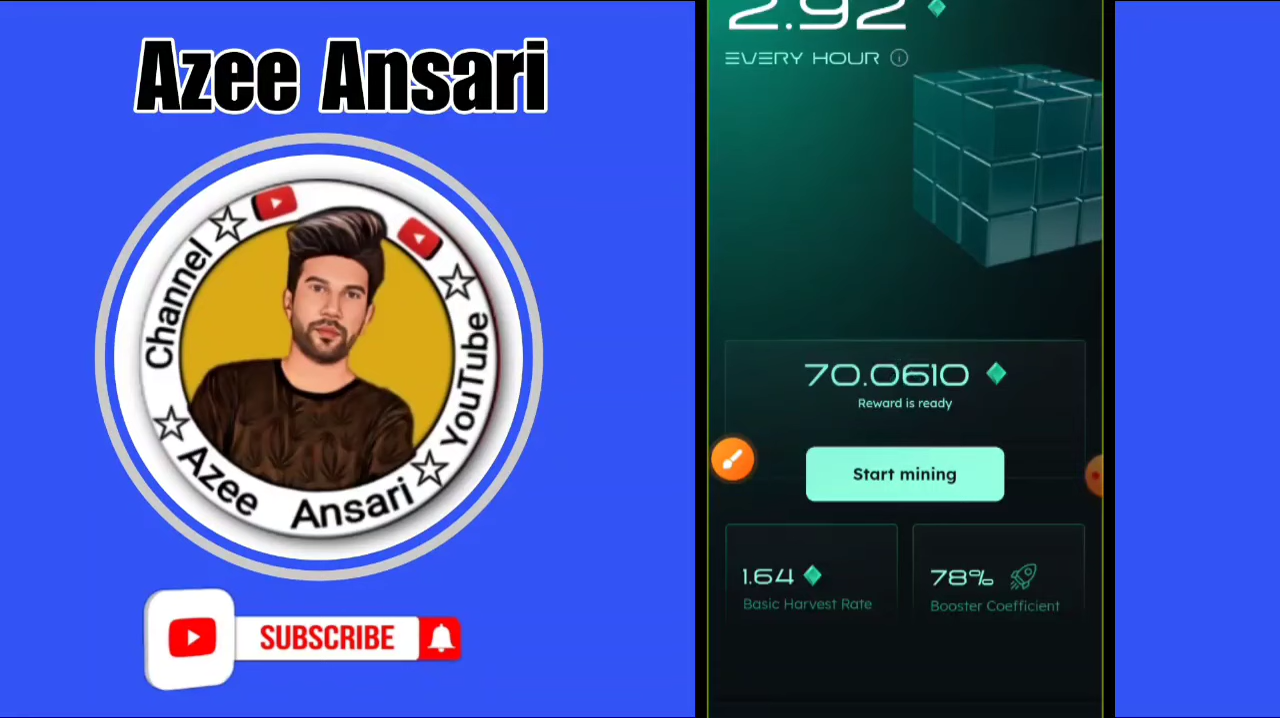 Azee Ansari
Channel
YouTube
Azee Ansari
SUBSCRIBE
2.92
EVERY HOUR
70.0610
Reward is ready
Start mining
1.64
Basic Harvest Rate
78%
Booster Coefficient